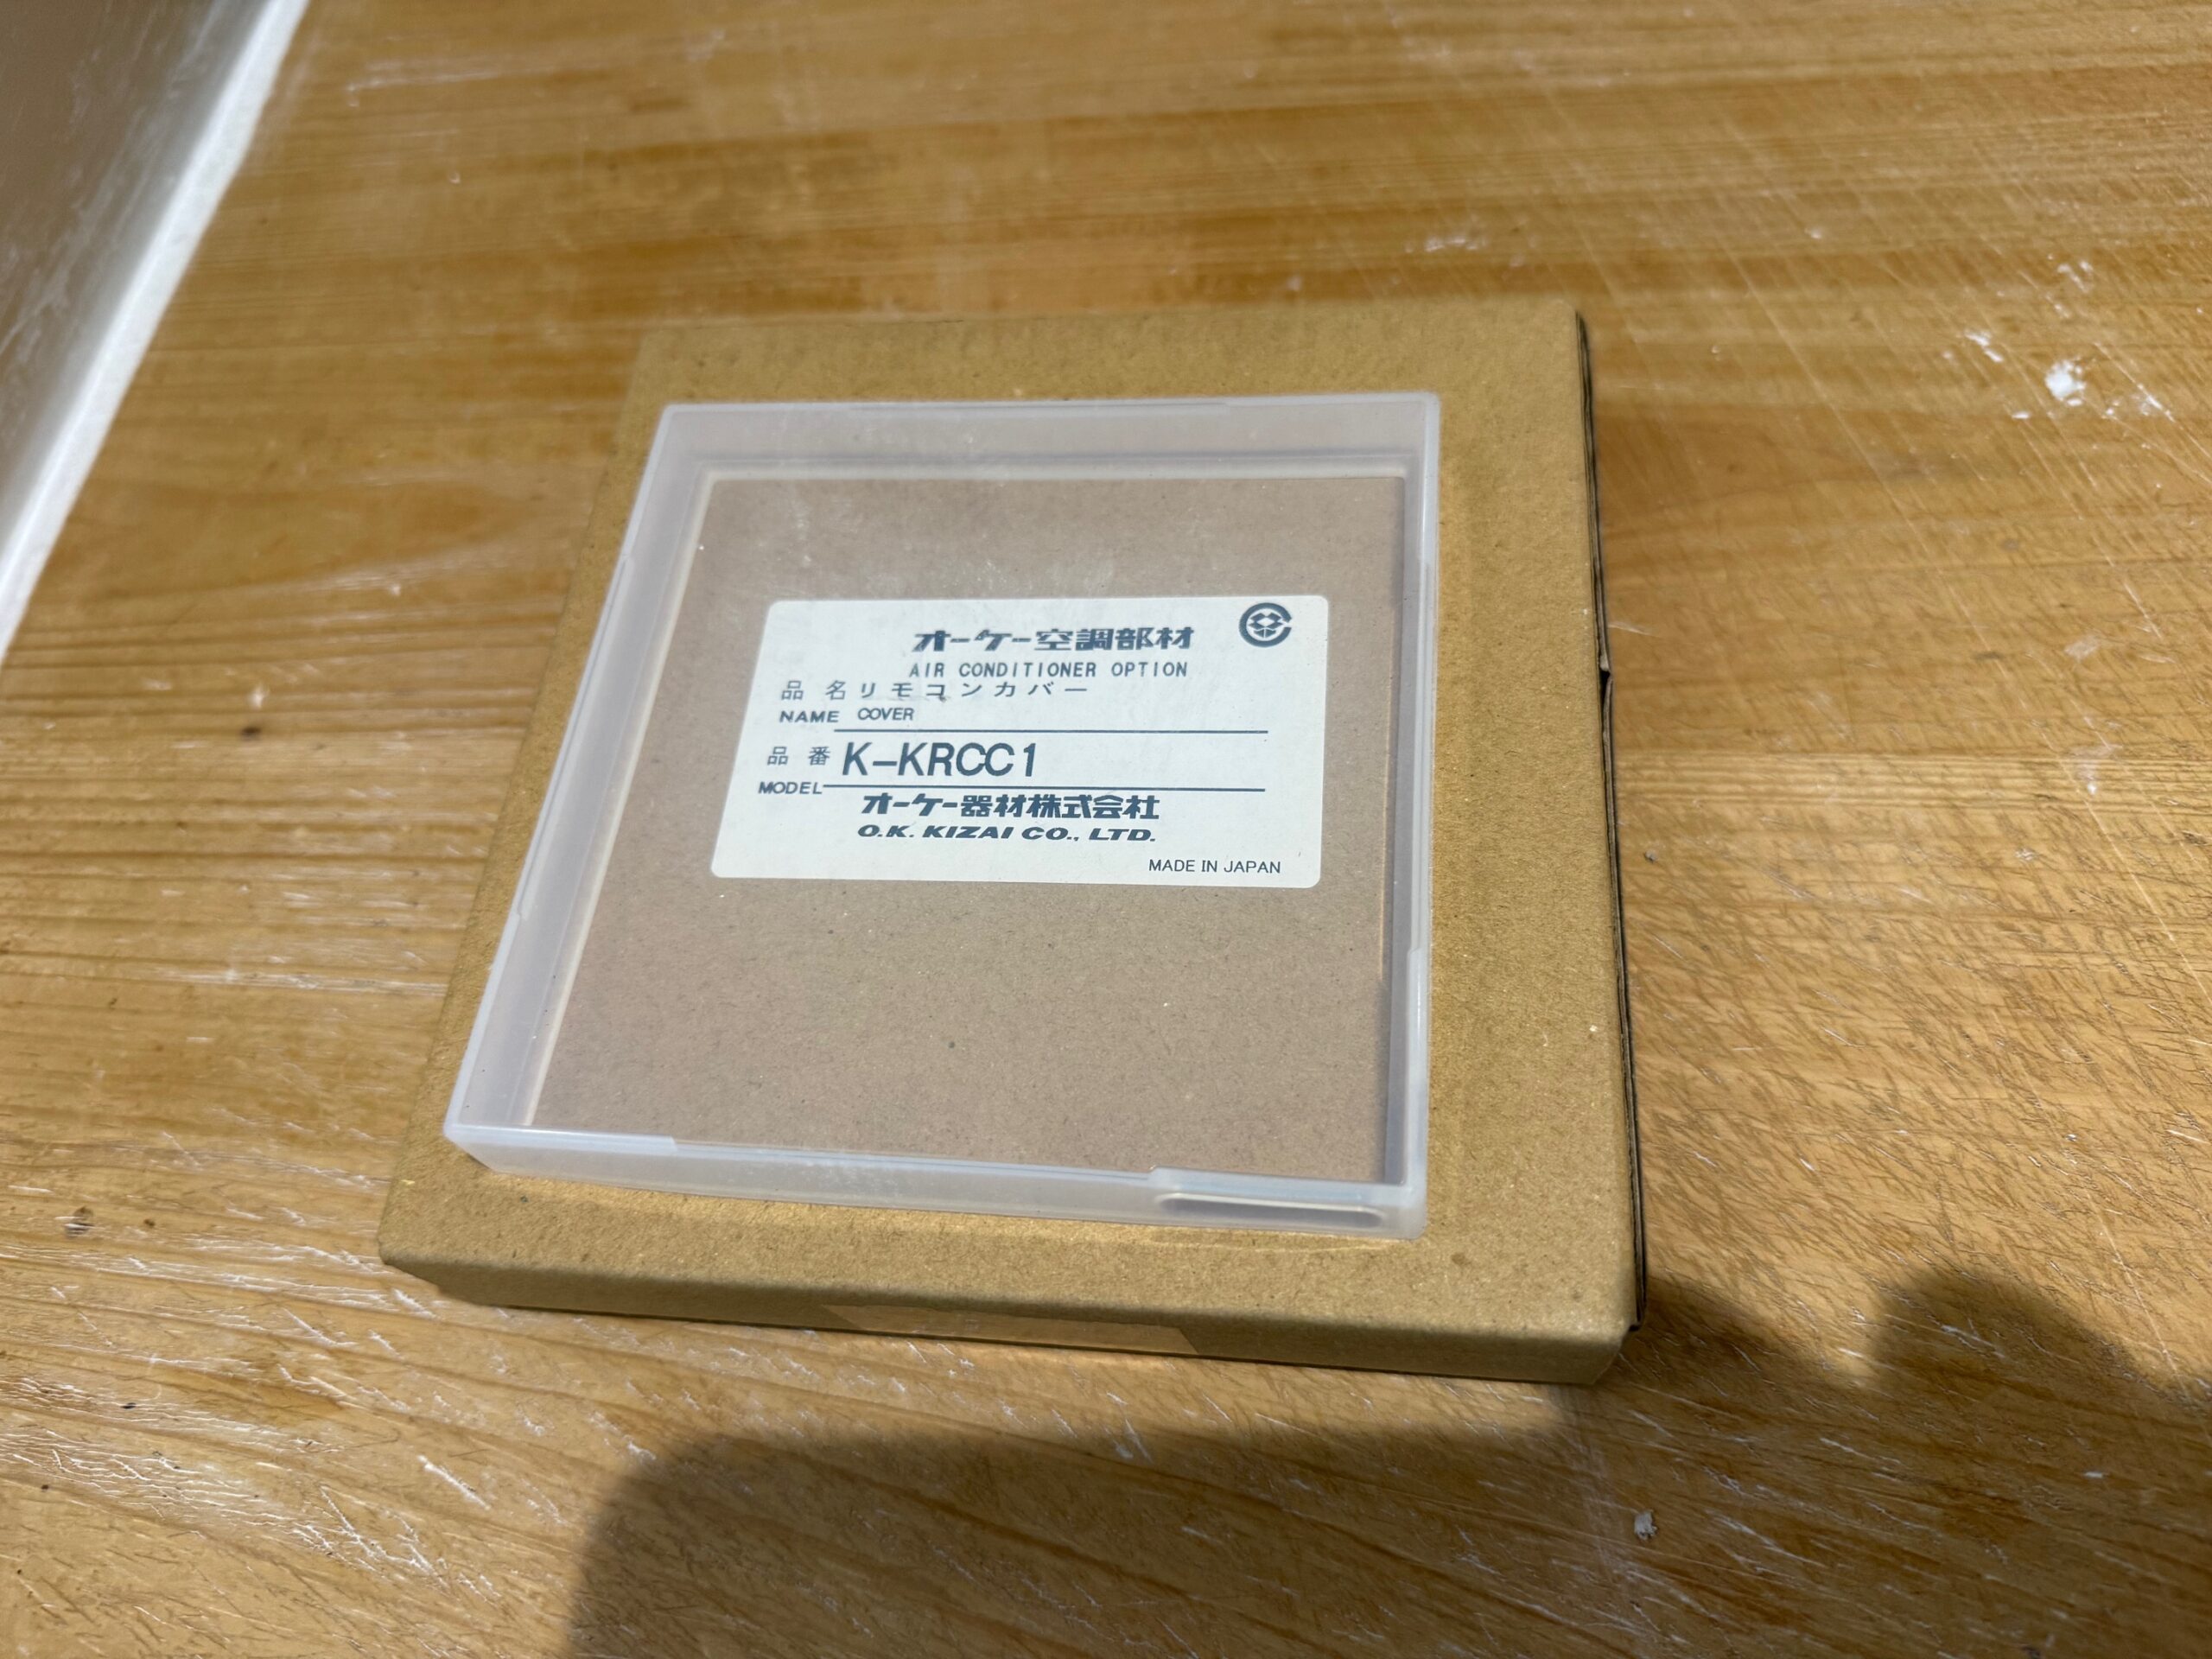 オーケー空調部材
AIR CONDITIONER OPTION
品名 リモコンカバー
NAME COVER
品番 K-KRCC1
MODEL
オーケー器材株式会社
O.K. KIZAI CO., LTD.
MADE IN JAPAN